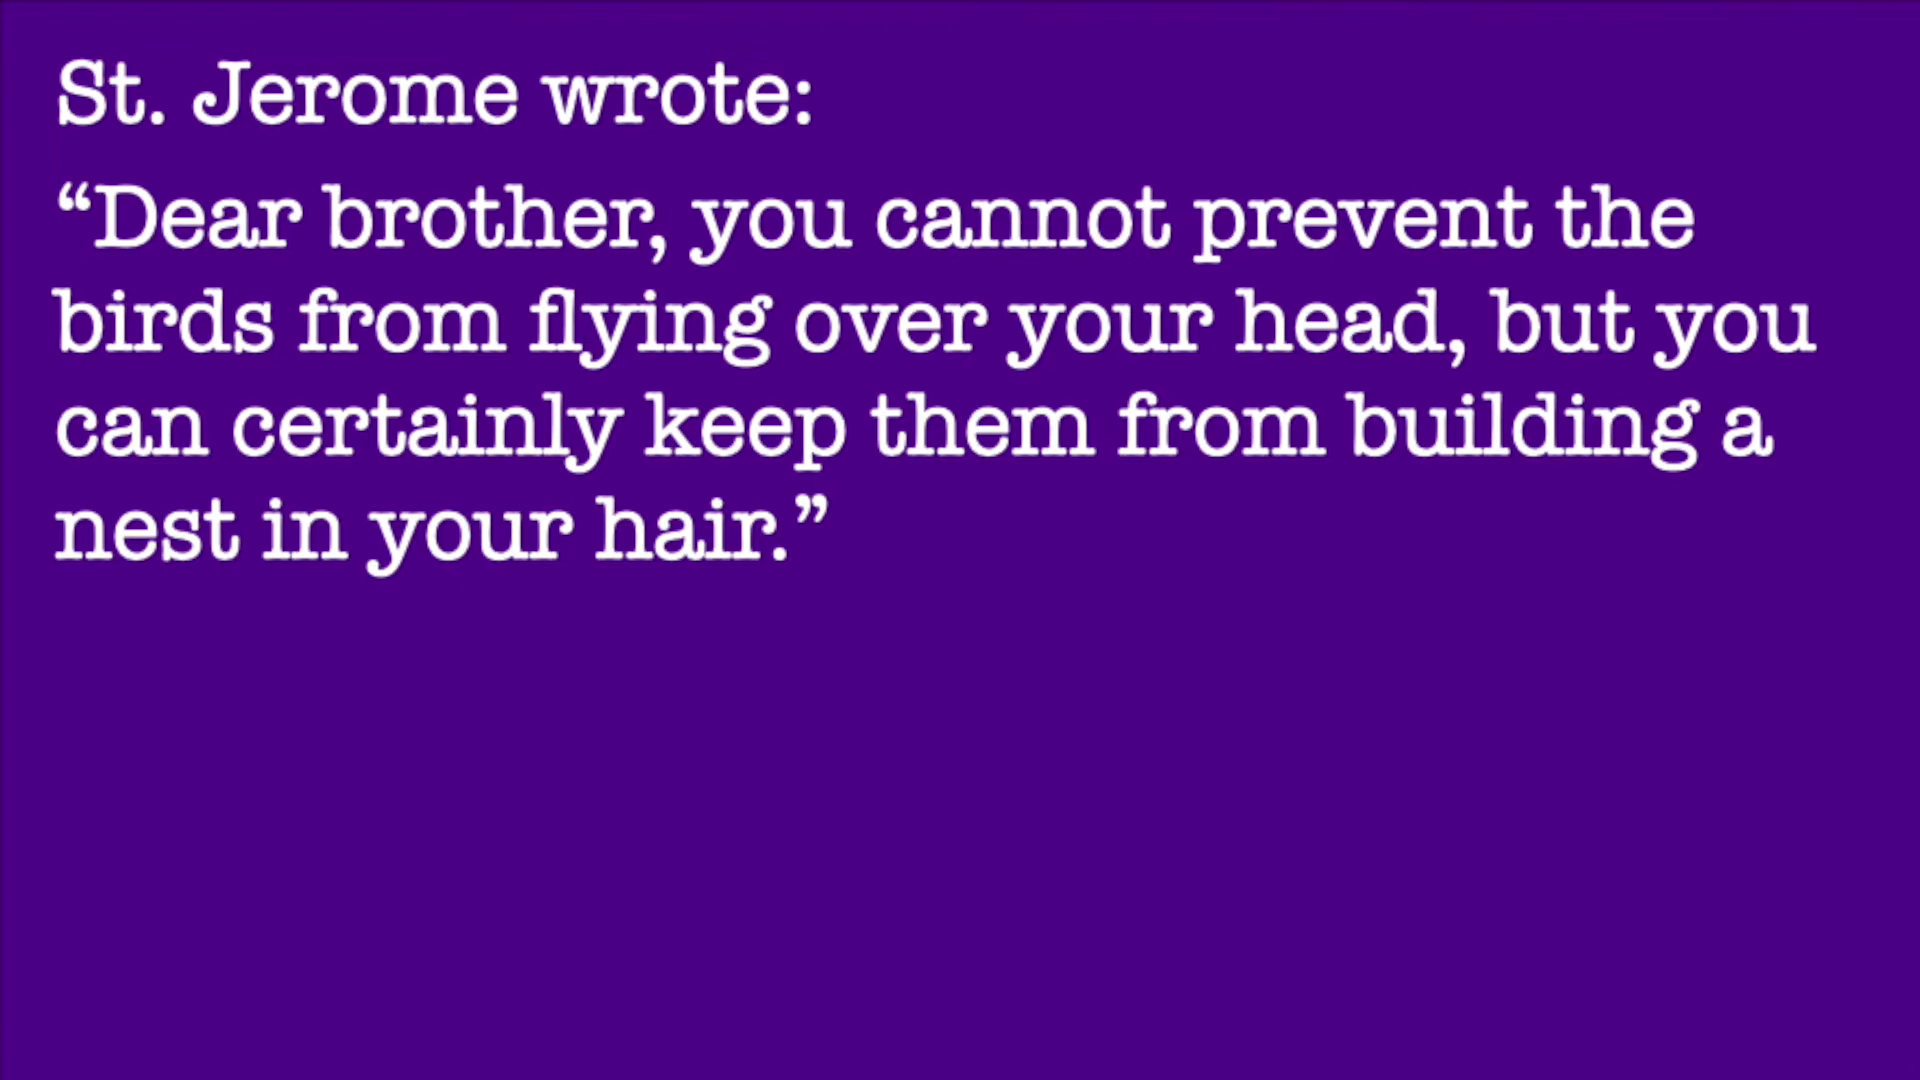 St. Jerome wrote:
“Dear brother, you cannot prevent the
birds from flying over your head, but you
can certainly keep them from building a
nest in your hair.”